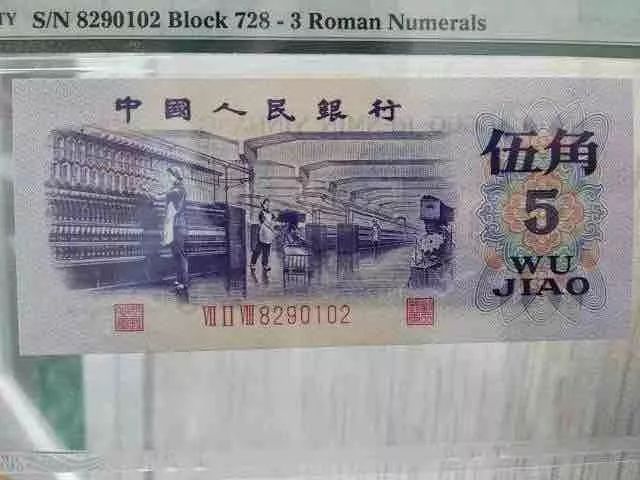 TY S/N 8290102 Block 728 - 3 Roman Numerals
中國人民銀行
伍角
5
WU
JIAO
VII II VIII 8290102